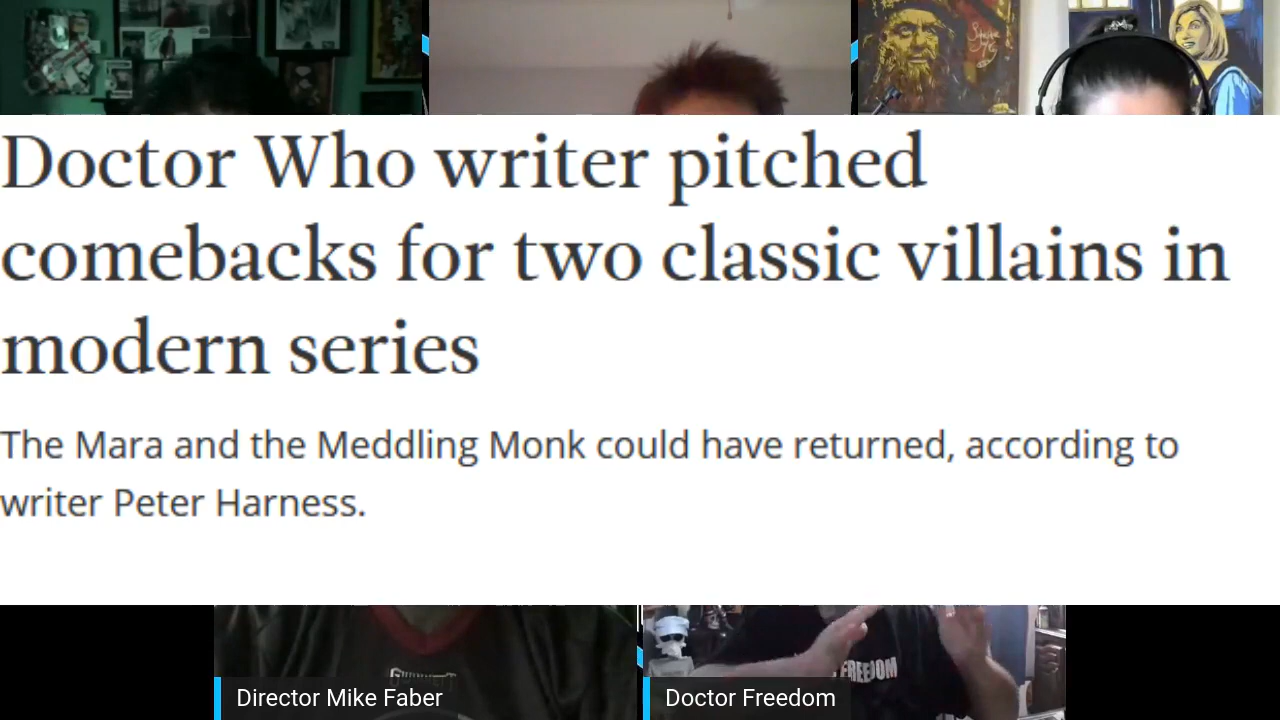 Doctor Who writer pitched
comebacks for two classic villains in
modern series
The Mara and the Meddling Monk could have returned, according to
writer Peter Harness.
FREEDOM
Director Mike Faber
Doctor Freedom